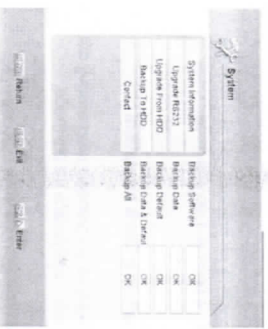 System
System Information
Upgrade RS232
Upgrade From HDD
Backup To HDD
Contact
Backup Software OK
Backup Data OK
Backup Default OK
Backup Data & Defaul OK
Backup All OK
Return
Exit
Enter